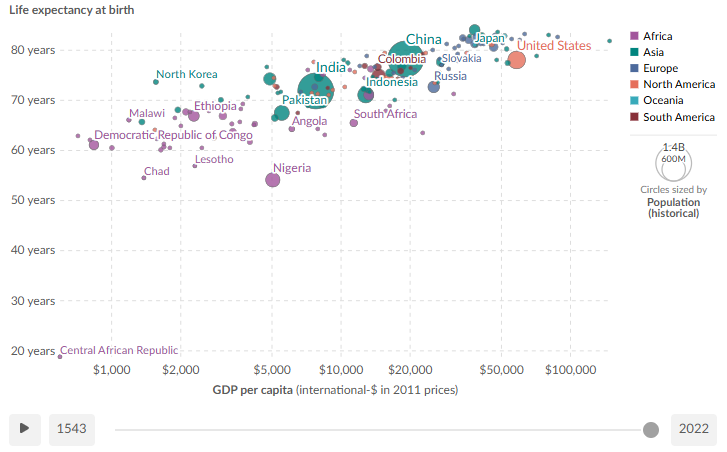 Life expectancy at birth
80 years
70 years
60 years
50 years
40 years
30 years
20 years
China
Japan
United States
Colombia
Slovakia
India
North Korea
Indonesia
Russia
Pakistan
Ethiopia
Malawi
South Africa
Angola
Democratic Republic of Congo
Lesotho
Chad
Nigeria
Central African Republic
$1,000
$2,000
$5,000
$10,000
$20,000
$50,000
$100,000
GDP per capita (international-$ in 2011 prices)
Africa
Asia
Europe
North America
Oceania
South America
1:4B
600M
Circles sized by
Population
(historical)
1543
2022